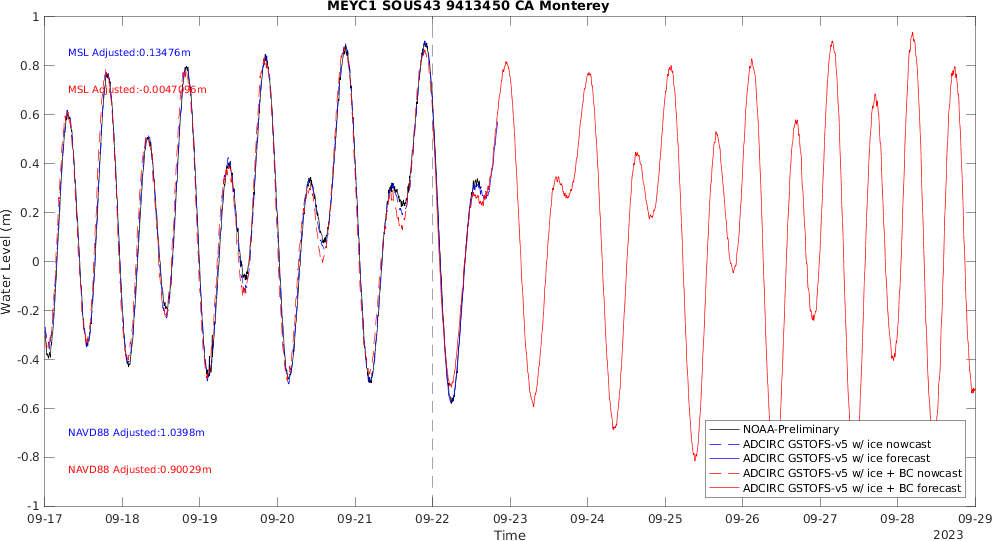 MEYC1 SOUS43 9413450 CA Monterey
1
0.8
0.6
0.4
0.2
0
-0.2
-0.4
-0.6
-0.8
-1
Water Level (m)
MSL Adjusted:0.13476m
MSL Adjusted:-0.0047096m
NAVD88 Adjusted:1.0398m
NAVD88 Adjusted:0.90029m
NOAA-Preliminary
ADCIRC GSTOFS-v5 w/ ice nowcast
ADCIRC GSTOFS-v5 w/ ice forecast
ADCIRC GSTOFS-v5 w/ ice + BC nowcast
ADCIRC GSTOFS-v5 w/ ice + BC forecast
09-17 09-18 09-19 09-20 09-21 09-22 09-23 09-24 09-25 09-26 09-27 09-28 09-29
Time
2023